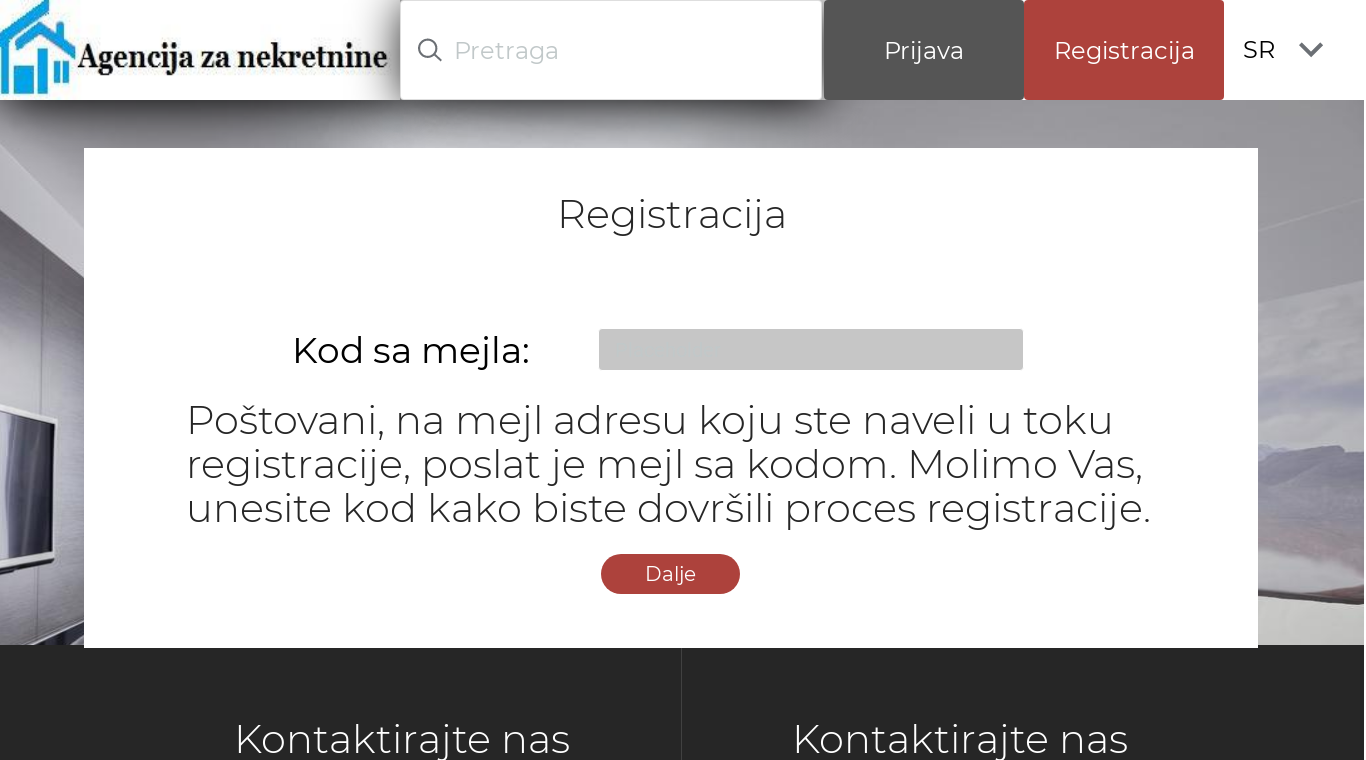 Agencija za nekretnine
Pretraga
Prijava
Registracija
SR
Registracija
Kod sa mejla:
Poštovani, na mejl adresu koju ste naveli u toku
registracije, poslat je mejl sa kodom. Molimo Vas,
unesite kod kako biste dovršili proces registracije.
Dalje
Kontaktirajte nas
Kontaktirajte nas